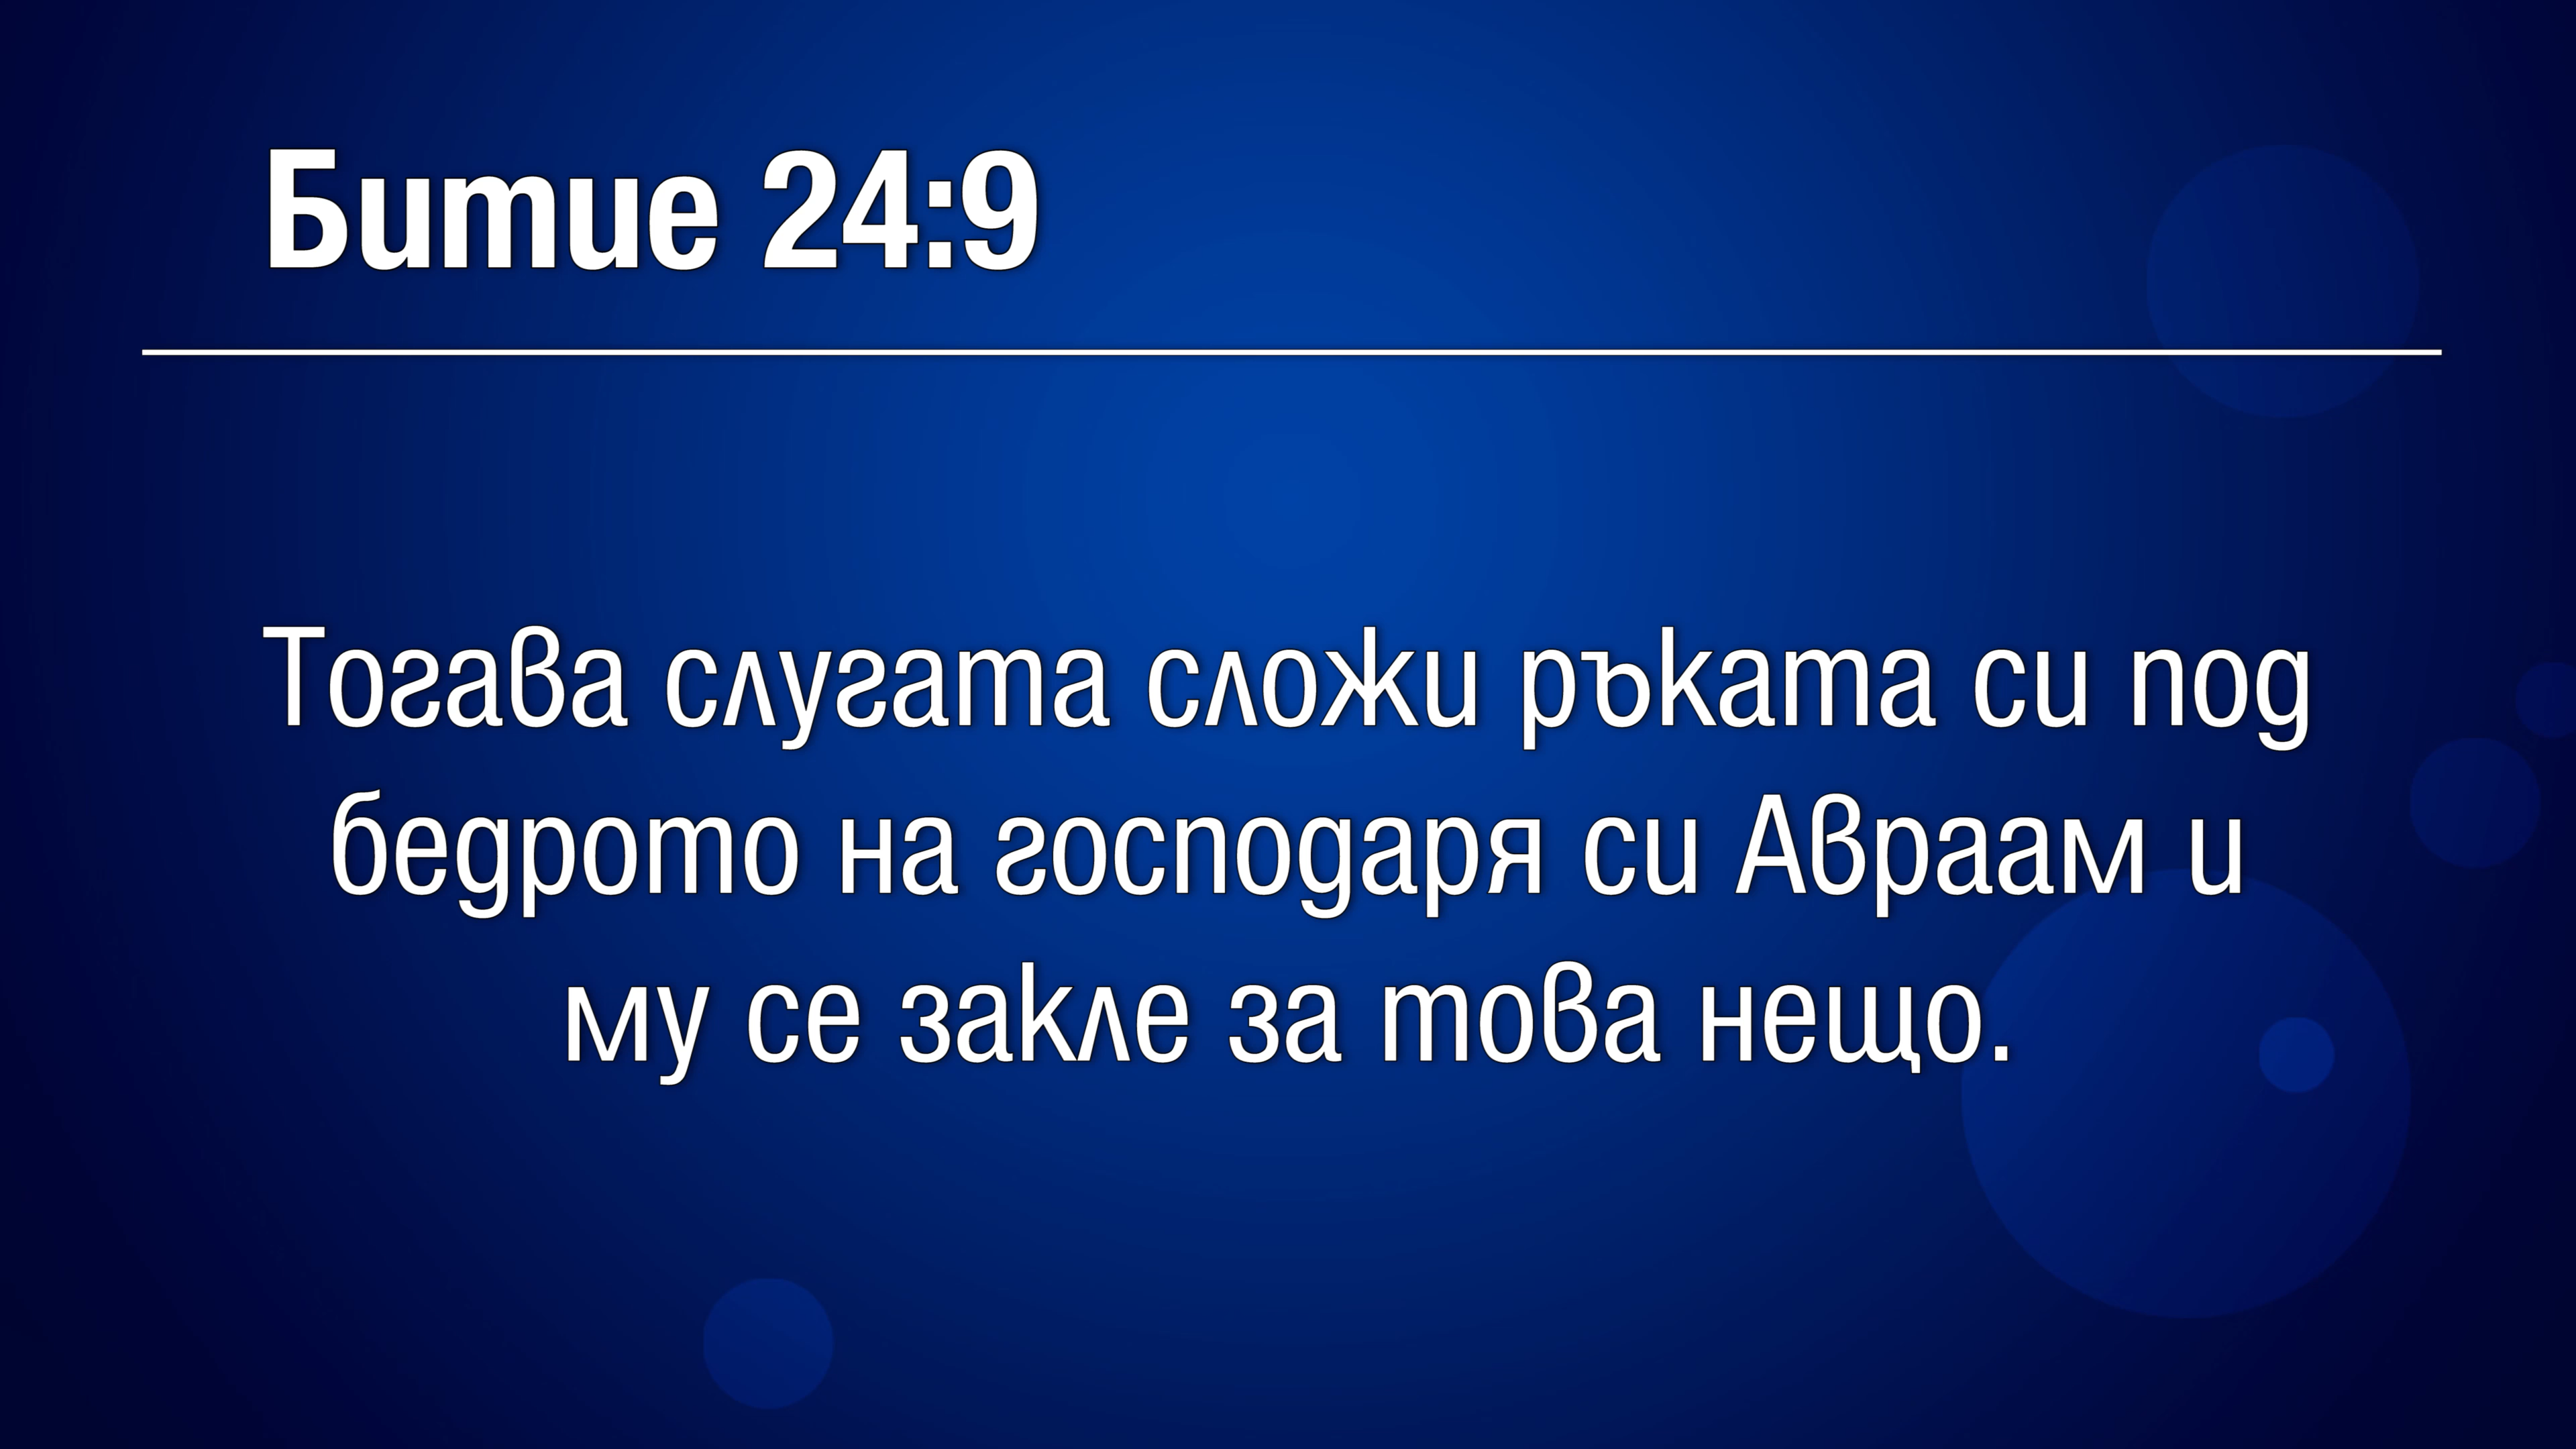 Битие 24:9
Тогава слугата сложи ръката си под
бедрото на господаря си Авраам и
му се закле за това нещо.